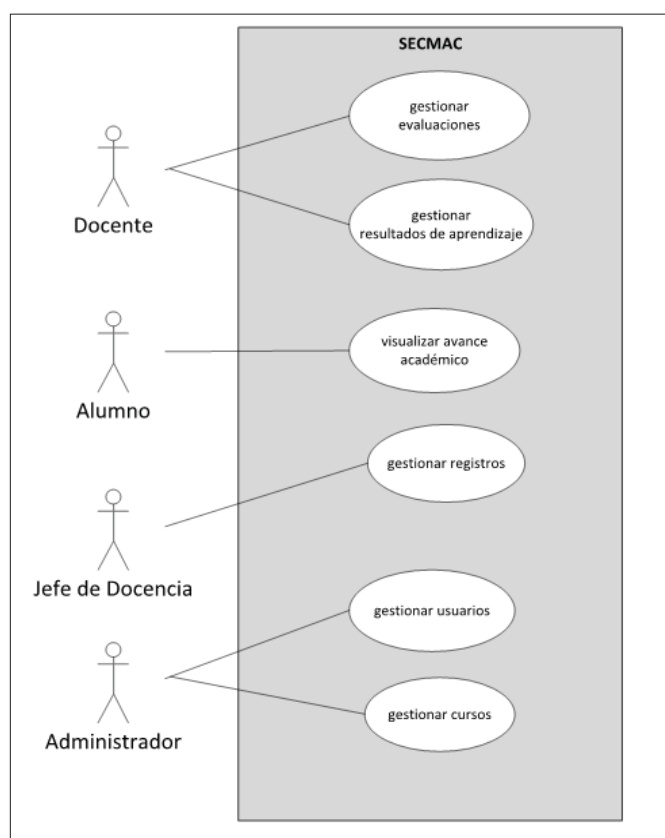 SECMAC
gestionar
evaluaciones
Docente
gestionar
resultados de aprendizaje
visualizar avance
académico
Alumno
gestionar registros
Jefe de Docencia
gestionar usuarios
gestionar cursos
Administrador